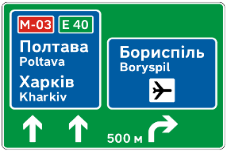 М-03 E 40
Полтава
Poltava
Харків
Kharkiv
Бориспіль
Boryspil
500 м